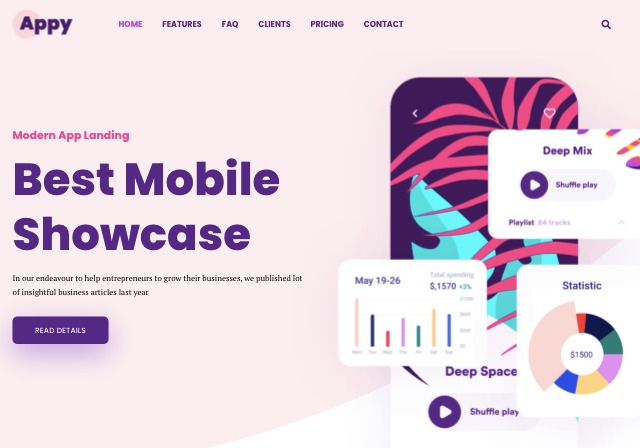 Appy
HOME FEATURES FAQ CLIENTS PRICING CONTACT
Modern App Landing
Best Mobile
Showcase
In our endeavour to help entrepreneurs to grow their businesses, we published lot
of insightful business articles last year
READ DETAILS
Deep Mix
Shuffle play
Playlist 64 tracks
May 19-26
Total spending
$,1570 +3%
$1000
$600
$0
Mon Tue Wed Thu Fri Sat Sun
Statistic
$1500
Deep Space
Shuffle play